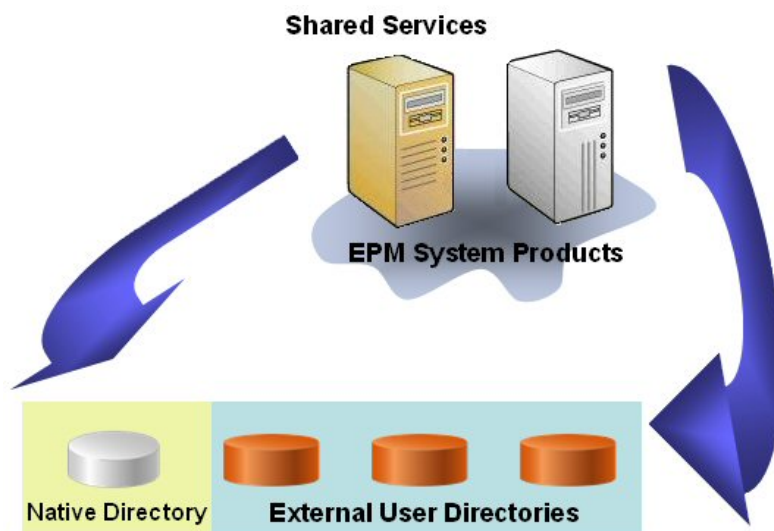 Shared Services
EPM System Products
Native Directory
External User Directories